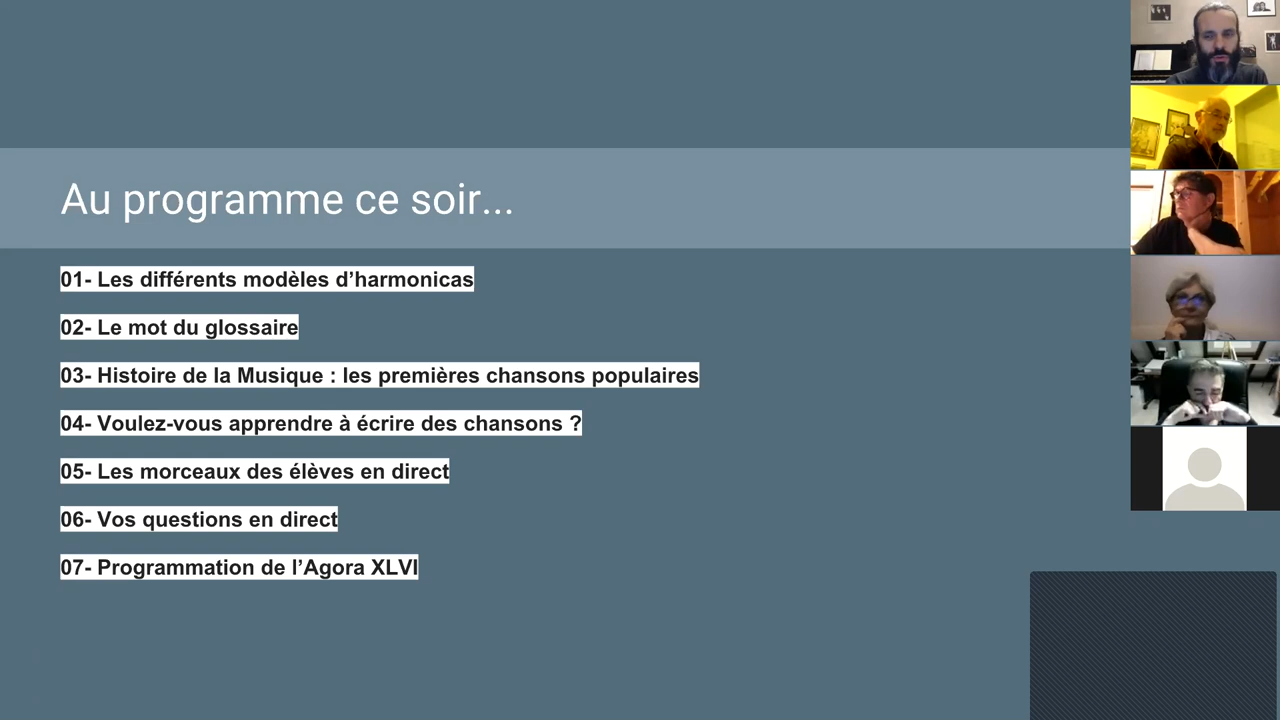 Au programme ce soir...
01- Les différents modèles d’harmonicas
02- Le mot du glossaire
03- Histoire de la Musique : les premières chansons populaires
04- Voulez-vous apprendre à écrire des chansons ?
05- Les morceaux des élèves en direct
06- Vos questions en direct
07- Programmation de l’Agora XLVI